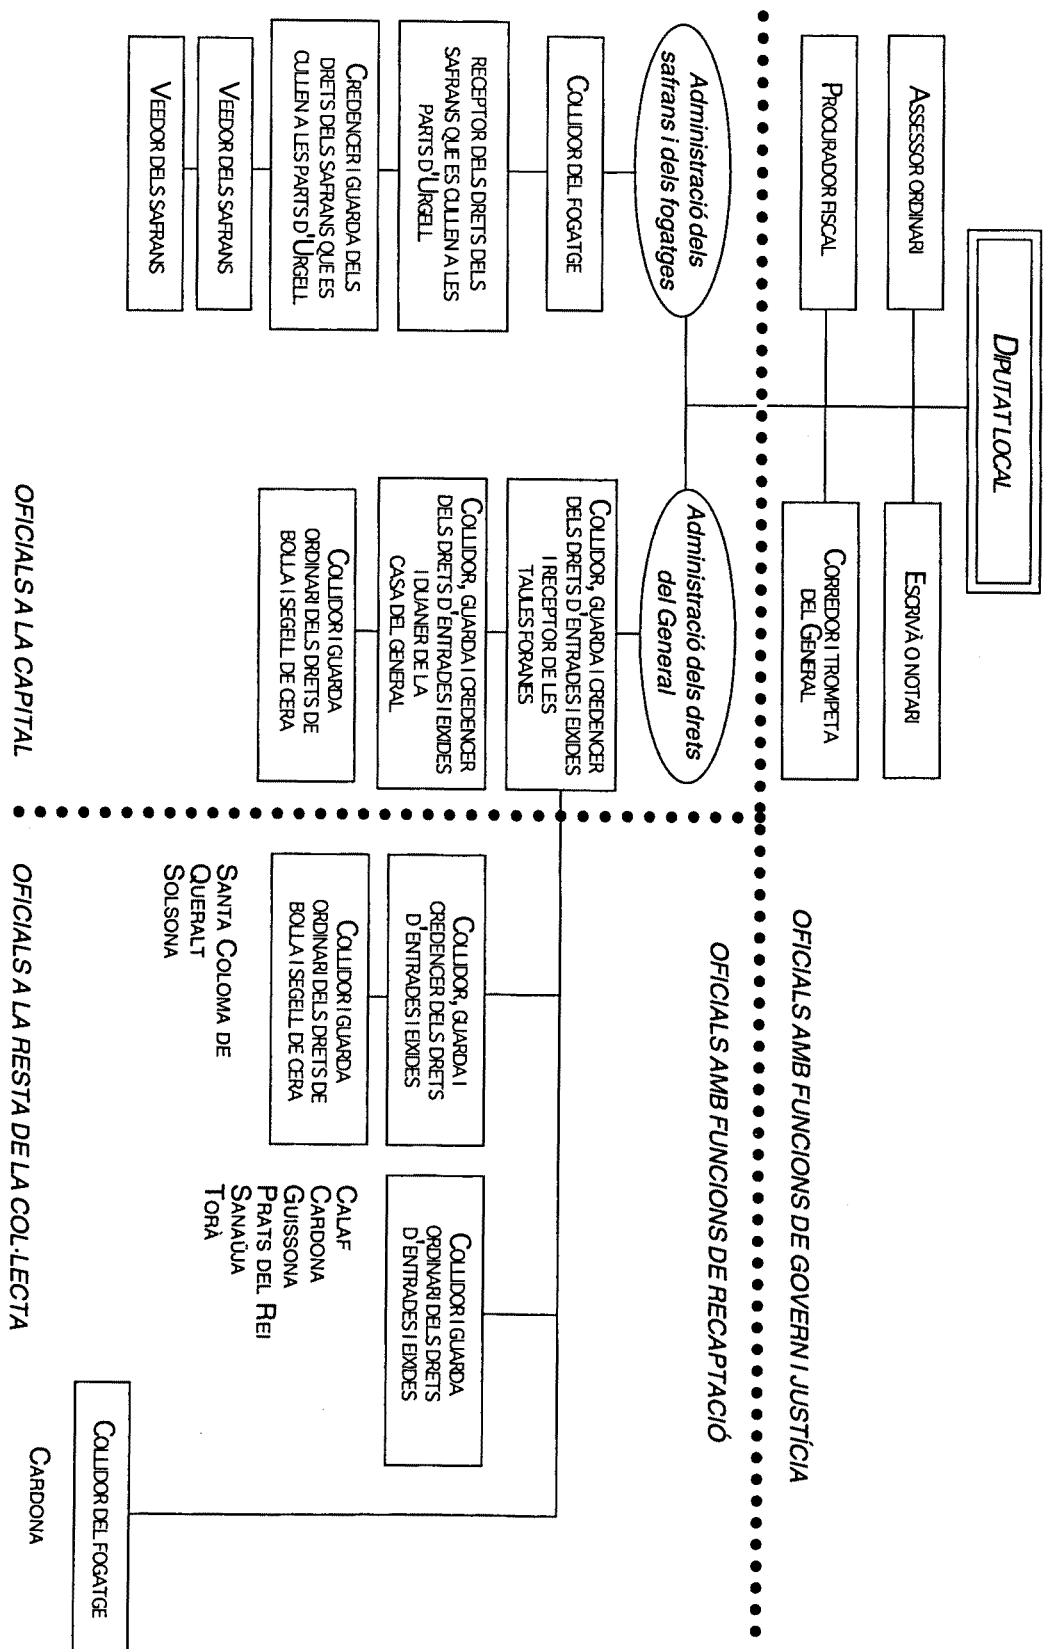 DIPUTAT LOCAL
ASSESSOR ORDINARI
ESCRIVÀ O NOTARI
PROCURADOR FISCAL
CORREDOR I TROMPETA
DEL GENERAL
OFICIALS AMB FUNCIONS DE GOVERN I JUSTÍCIA
OFICIALS AMB FUNCIONS DE RECAPTACIÓ
Administració dels
safrans i dels fogatges
COLLIDOR DEL FOGATGE
RECEPTOR DELS DRETS DELS
SAFRANS QUE ES CULLEN A LES
PARTS D'URGELL
CREDENCER I GUARDA DELS
DRETS DELS SAFRANS QUE ES
CULLEN A LES PARTS D'URGELL
VEEDOR DELS SAFRANS
VEEDOR DELS SAFRANS
Administració dels drets
del General
COLLIDOR, GUARDA I CREDENCER
DELS DRETS D'ENTRADES I EIXIDES
I RECEPTOR DE LES
TAULES FORANES
COLLIDOR, GUARDA I CREDENCER
DELS DRETS D'ENTRADES I EIXIDES
I DUANER DE LA
CASA DEL GENERAL
COLLIDOR I GUARDA
ORDINARI DELS DRETS DE
BOLLA I SEGELL DE CERA
COLLIDOR, GUARDA I
CREDENCER DELS DRETS
D'ENTRADES I EIXIDES
COLLIDOR I GUARDA
ORDINARI DELS DRETS DE
BOLLA I SEGELL DE CERA
SANTA COLOMA DE
QUERALT
SOLSONA
COLLIDOR I GUARDA
ORDINARI DELS DRETS
D'ENTRADES I EIXIDES
CALAF
CARDONA
GUISSONA
PRATS DEL REI
SANAÜJA
TORÀ
COLLIDOR DEL FOGATGE
CARDONA
OFICIALS A LA CAPITAL
OFICIALS A LA RESTA DE LA COL·LECTA